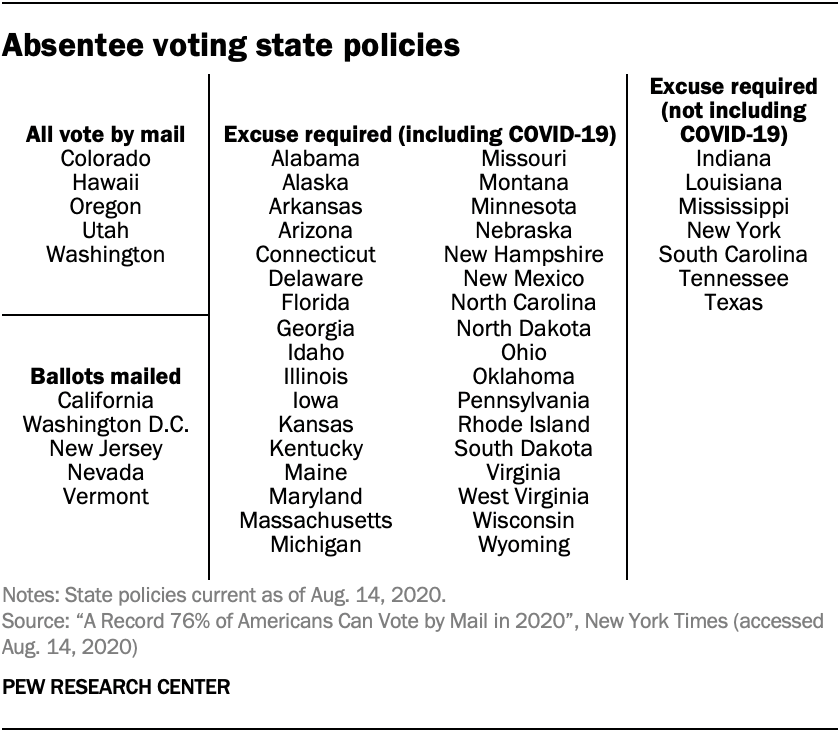 Absentee voting state policies
All vote by mail
Colorado
Hawaii
Oregon
Utah
Washington
Ballots mailed
California
Washington D.C.
New Jersey
Nevada
Vermont
Excuse required (including COVID-19)
Alabama
Alaska
Arkansas
Arizona
Connecticut
Delaware
Florida
Georgia
Idaho
Illinois
Iowa
Kansas
Kentucky
Maine
Maryland
Massachusetts
Michigan
Missouri
Montana
Minnesota
Nebraska
New Hampshire
New Mexico
North Carolina
North Dakota
Ohio
Oklahoma
Pennsylvania
Rhode Island
South Dakota
Virginia
West Virginia
Wisconsin
Wyoming
Excuse required
(not including
COVID-19)
Indiana
Louisiana
Mississippi
New York
South Carolina
Tennessee
Texas
Notes: State policies current as of Aug. 14, 2020.
Source: “A Record 76% of Americans Can Vote by Mail in 2020”, New York Times (accessed
Aug. 14, 2020)
PEW RESEARCH CENTER